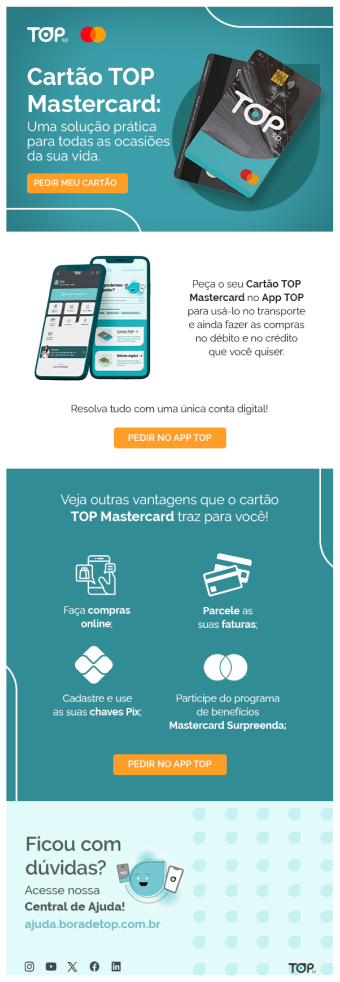 TOP sp
Cartão TOP
Mastercard:
Uma solução prática
para todas as ocasiões
da sua vida.
PEDIR MEU CARTÃO
TOP sp
Peça o seu Cartão TOP
Mastercard no App TOP
para usá-lo no transporte
e ainda fazer as compras
no débito e no crédito
que você quiser.
Cartão TOP
Bilhete digital
Resolva tudo com uma única conta digital!
PEDIR NO APP TOP
Veja outras vantagens que o cartão
TOP Mastercard traz para você!
Faça compras
online;
Parcele as
suas faturas;
Cadastre e use
as suas chaves Pix;
Participe do programa
de benefícios
Mastercard Surpreenda;
PEDIR NO APP TOP
Ficou com
dúvidas?
Acesse nossa
Central de Ajuda!
ajuda.boradetop.com.br
TOP sp